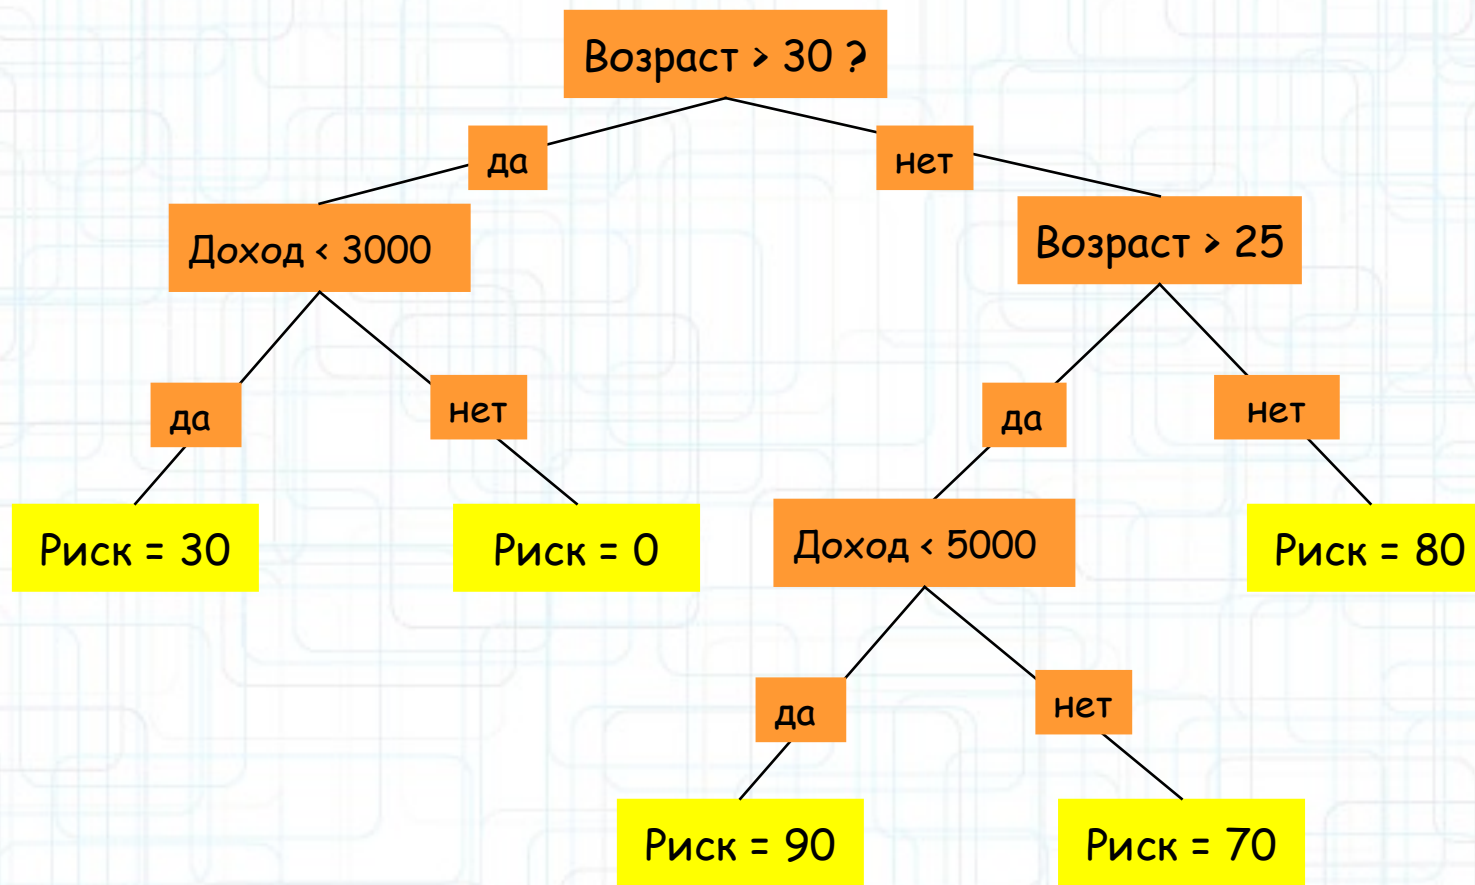 Возраст > 30 ?
да
нет
Доход < 3000
Возраст > 25
да
нет
да
нет
Риск = 30
Риск = 0
Доход < 5000
Риск = 80
да
нет
Риск = 90
Риск = 70